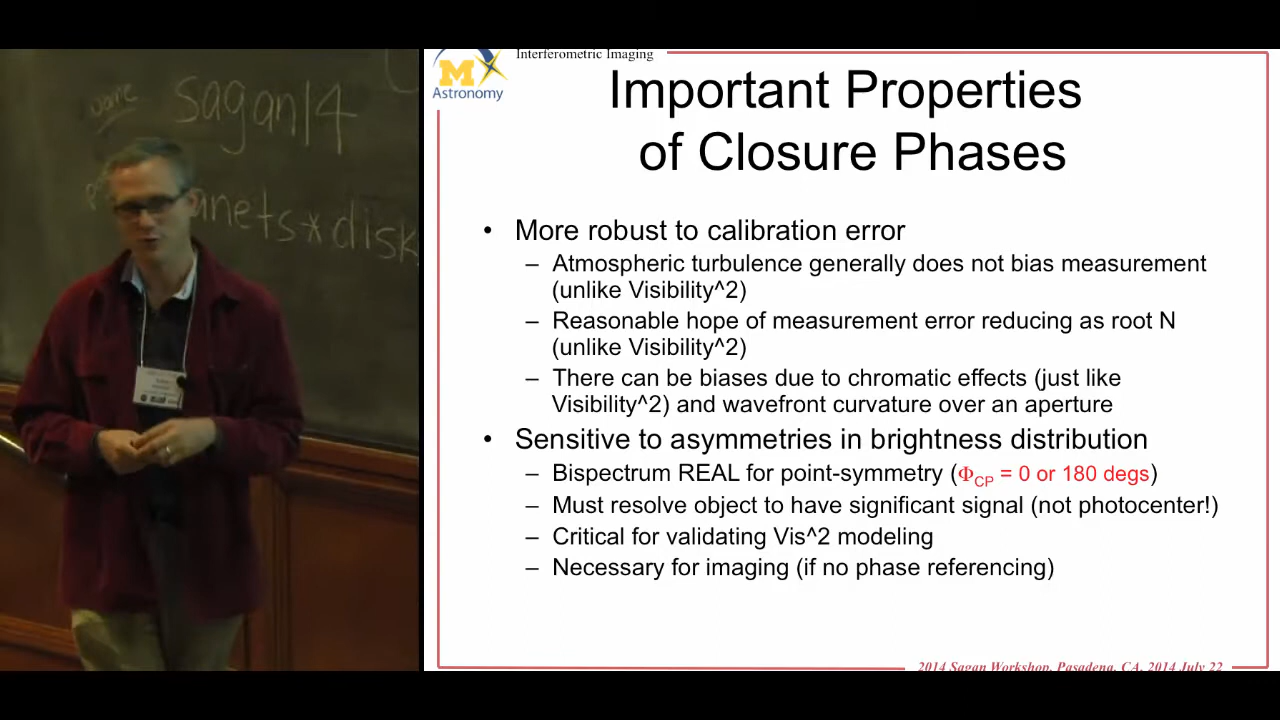 ware
sagan14
anets*disk
Interferometric Imaging
M
Astronomy
Important Properties
of Closure Phases
• More robust to calibration error
– Atmospheric turbulence generally does not bias measurement
(unlike Visibility^2)
– Reasonable hope of measurement error reducing as root N
(unlike Visibility^2)
– There can be biases due to chromatic effects (just like
Visibility^2) and wavefront curvature over an aperture
• Sensitive to asymmetries in brightness distribution
– Bispectrum REAL for point-symmetry (ΦCP = 0 or 180 degs)
– Must resolve object to have significant signal (not photocenter!)
– Critical for validating Vis^2 modeling
– Necessary for imaging (if no phase referencing)
2014 Sagan Workshop, Pasadena, CA, 2014 July 22